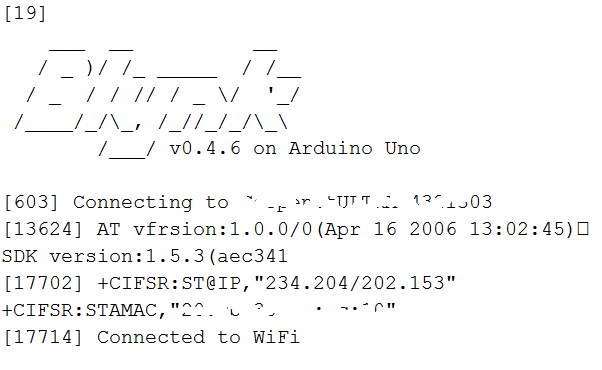 [19]
    ___  __          __
   / _ )/ /_ _____  / /__
  / _  / / // / _ \/  '_/
 /____/_/\_, /_//_/_/\_\
        /___/ v0.4.6 on Arduino Uno
[603] Connecting to
[13624] AT vfrsion:1.0.0/0(Apr 16 2006 13:02:45)
SDK version:1.5.3(aec341
[17702] +CIFSR:ST@IP,"234.204/202.153"
+CIFSR:STAMAC,"
[17714] Connected to WiFi